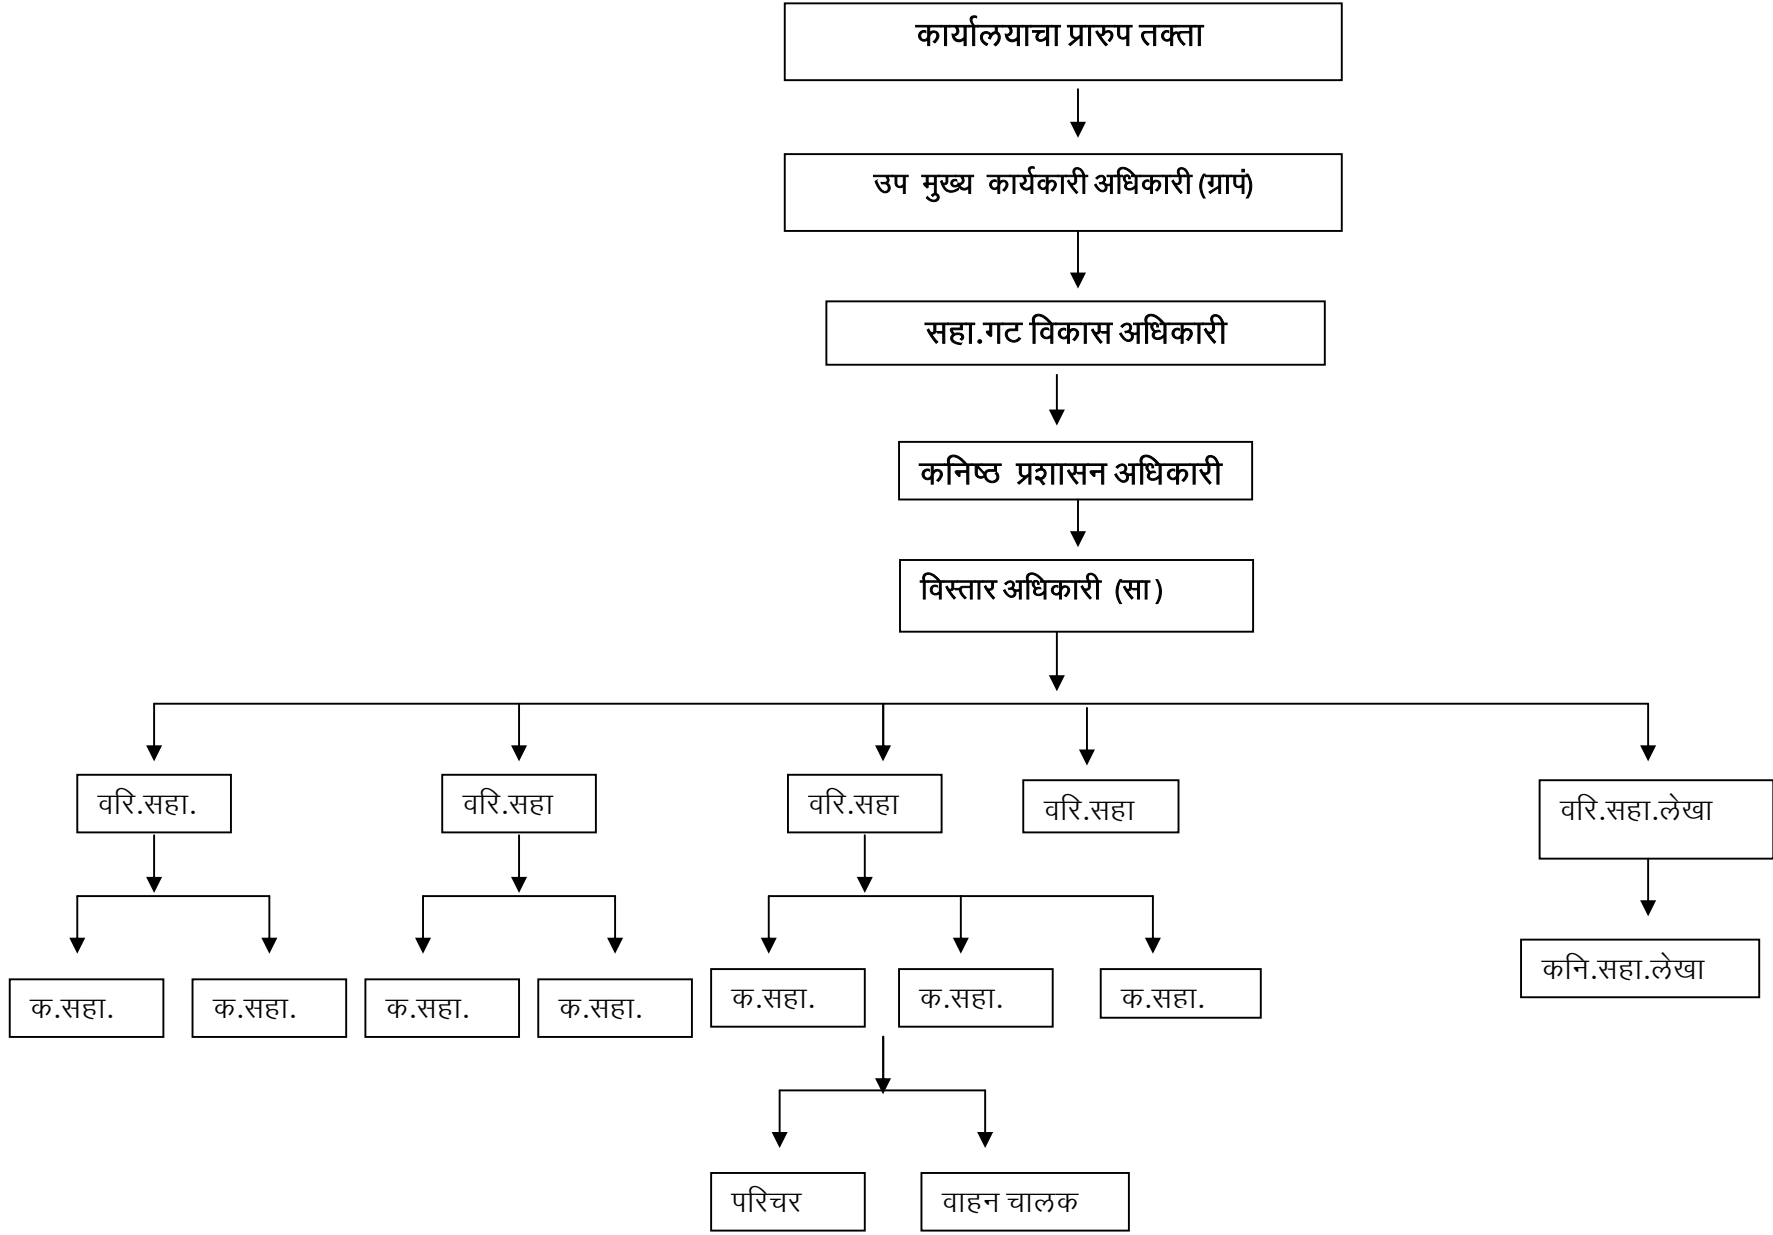 कार्यालयाचा प्रारुप तक्ता
उप मुख्य कार्यकारी अधिकारी (ग्रापं)
सहा.गट विकास अधिकारी
कनिष्ठ प्रशासन अधिकारी
विस्तार अधिकारी (सा)
वरि.सहा.
वरि.सहा
वरि.सहा
वरि.सहा
वरि.सहा.लेखा
क.सहा.
क.सहा.
क.सहा.
क.सहा.
क.सहा.
क.सहा.
क.सहा.
कनि.सहा.लेखा
परिचर
वाहन चालक